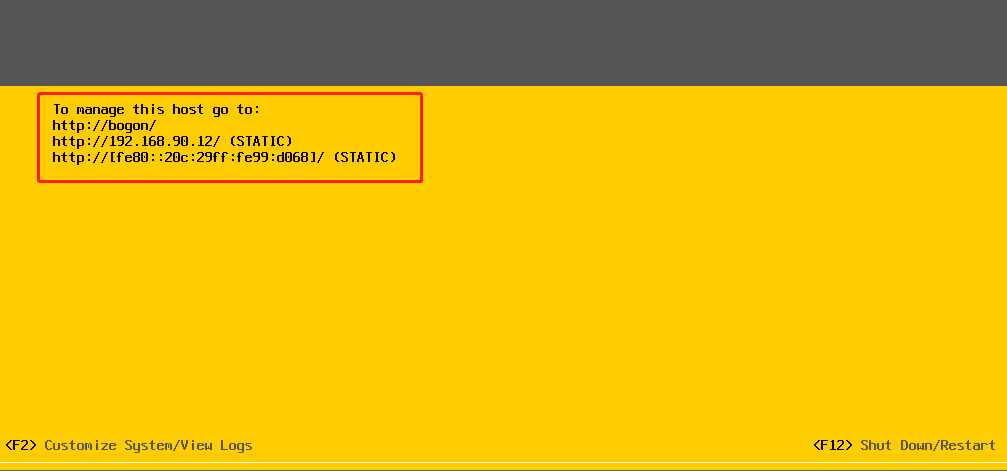 To manage this host go to:
http://bogon/
http://192.168.90.12/ (STATIC)
http://[fe80::20c:29ff:fe99:d068]/ (STATIC)
<F2> Customize System/View Logs
<F12> Shut Down/Restart